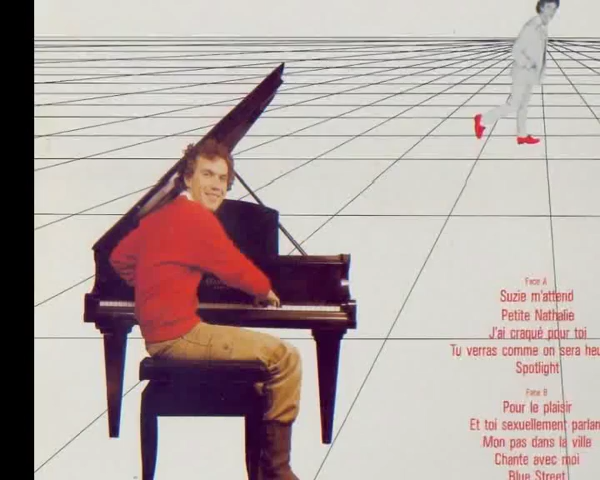 Face A
Suzie m'attend
Petite Nathalie
J'ai craqué pour toi
Tu verras comme on sera heu
Spotlight
Face B
Pour le plaisir
Et toi sexuellement parlan
Mon pas dans la ville
Chante avec moi
Blue Street